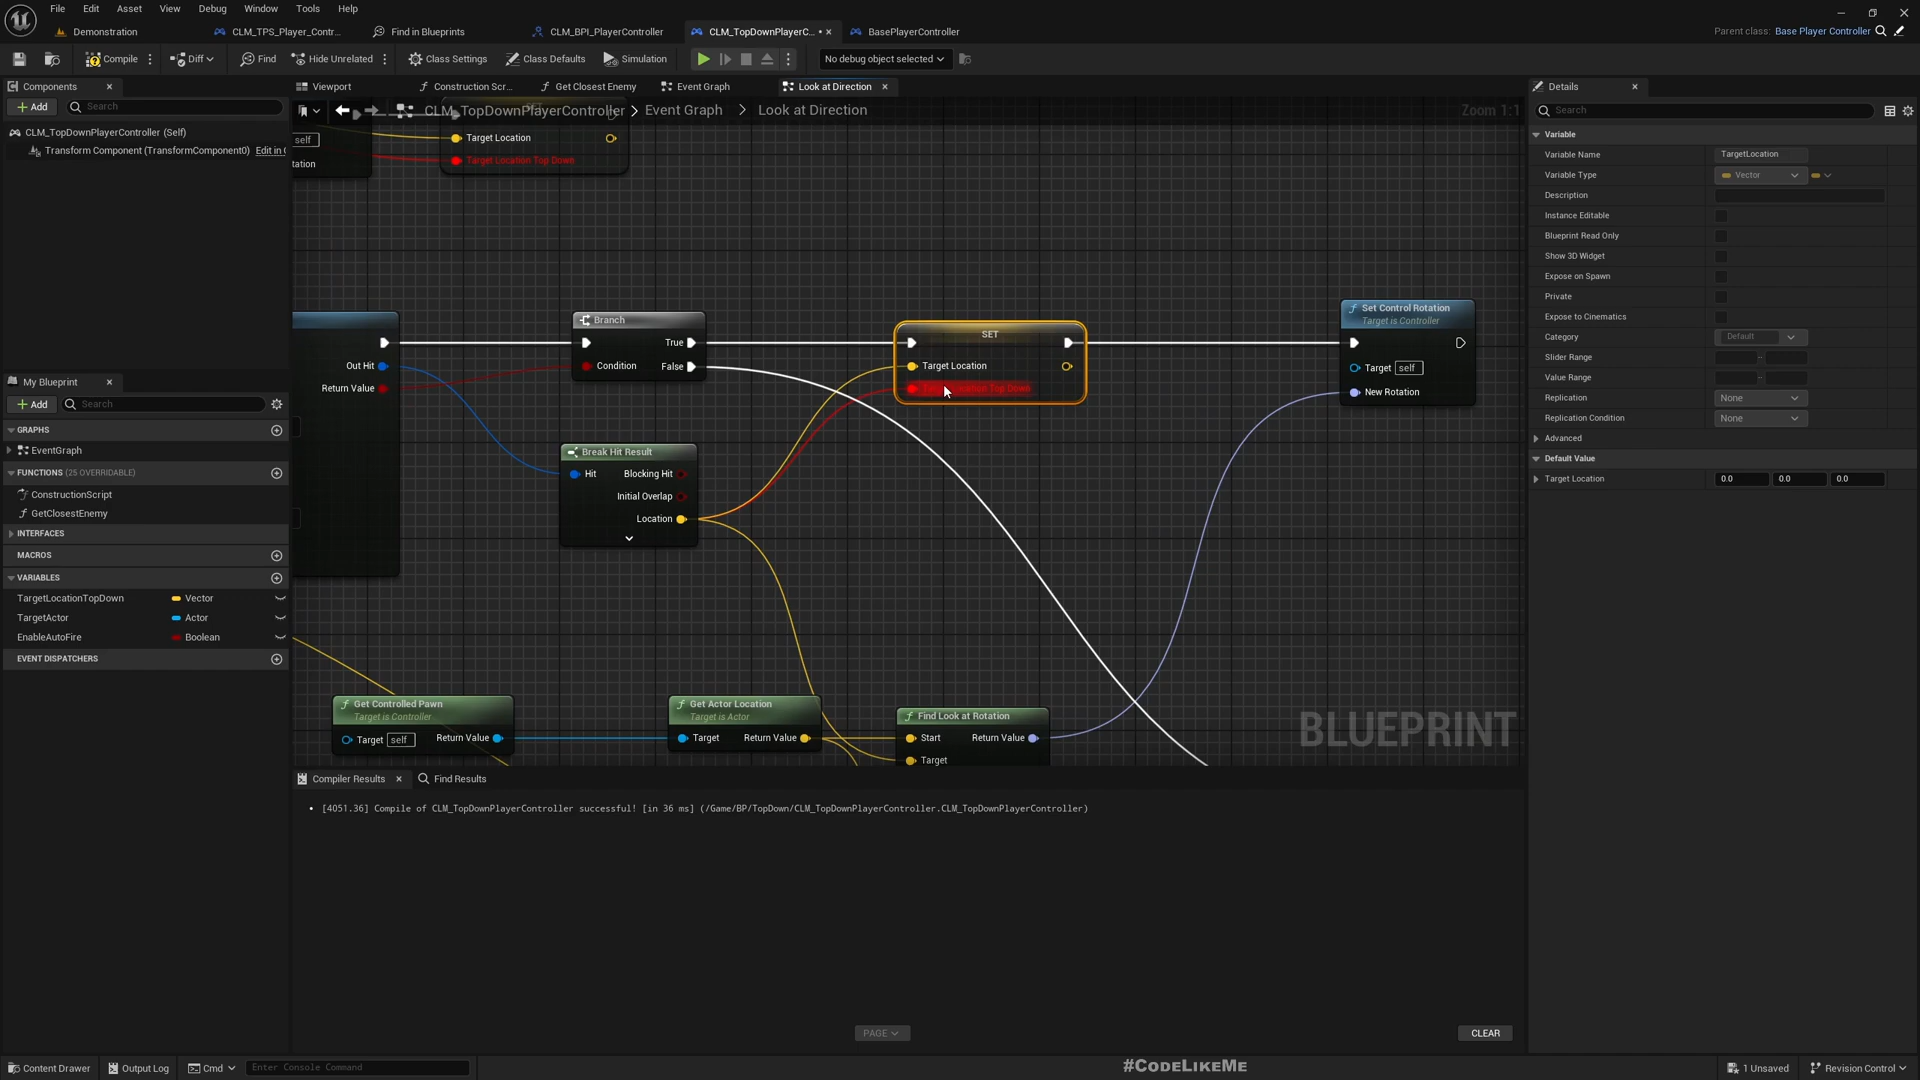 File Edit Asset View Window Debug Tools Help
Demonstration CLM_TPS_Player_Contr... Find in Blueprints CLM_BPI_PlayerController CLM_TopDownPlayerC... • × BasePlayerController
Parent class: Base Player Controller
Compile Diff Find Hide Unrelated Class Settings Class Defaults Simulation No debug object selected
Components ×
Viewport Construction Scr... Get Closest Enemy Event Graph Look at Direction ×
Details ×
+ Add Search
CLM_TopDownPlayerController > Event Graph > Look at Direction
Zoom 1:1
Search
CLM_TopDownPlayerController (Self)
Transform Component (TransformComponent0) Edit in C
self
Target Location
Target Location Top Down
Variable
Variable Name TargetLocation
Variable Type Vector
Description
Instance Editable
Blueprint Read Only
Show 3D Widget
Expose on Spawn
Private
Expose to Cinematics
Category Default
Slider Range
Value Range
Replication None
Replication Condition None
Advanced
Default Value
Target Location 0.0 0.0 0.0
Out Hit
Return Value
Branch
True
Condition False
SET
Target Location
Set Control Rotation
Target is Controller
Target self
New Rotation
Break Hit Result
Hit Blocking Hit
Initial Overlap
Location
Get Controlled Pawn
Target is Controller
Target self Return Value
Get Actor Location
Target is Actor
Target Return Value
Find Look at Rotation
Start Return Value
Target
BLUEPRINT
My Blueprint ×
+ Add Search
GRAPHS
EventGraph
FUNCTIONS (25 OVERRIDABLE)
ConstructionScript
GetClosestEnemy
INTERFACES
MACROS
VARIABLES
TargetLocationTopDown Vector
TargetActor Actor
EnableAutoFire Boolean
EVENT DISPATCHERS
Compiler Results × Find Results
• [4051.36] Compile of CLM_TopDownPlayerController successful! [in 36 ms] (/Game/BP/TopDown/CLM_TopDownPlayerController.CLM_TopDownPlayerController)
PAGE
CLEAR
Content Drawer Output Log Cmd Enter Console Command
#CODELIKEME
1 Unsaved Revision Control